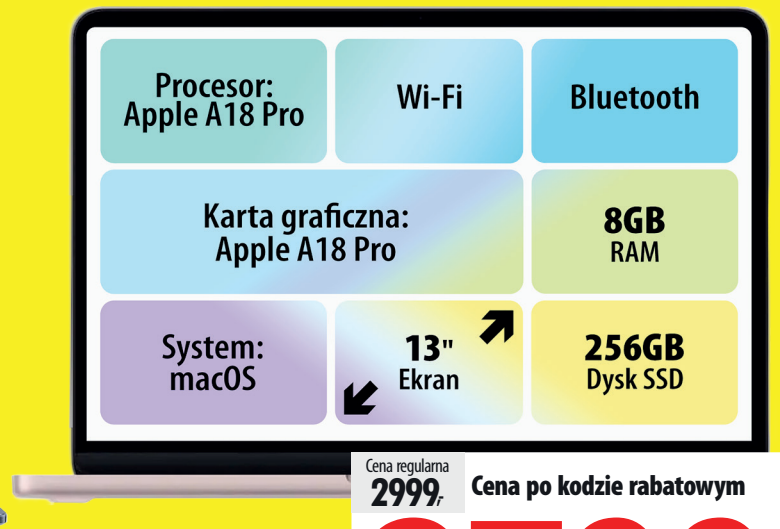 Procesor:
Apple A18 Pro
Wi-Fi
Bluetooth
Karta graficzna:
Apple A18 Pro
8GB
RAM
System:
macOS
13"
Ekran
256GB
Dysk SSD
Cena regularna
2999,-
Cena po kodzie rabatowym